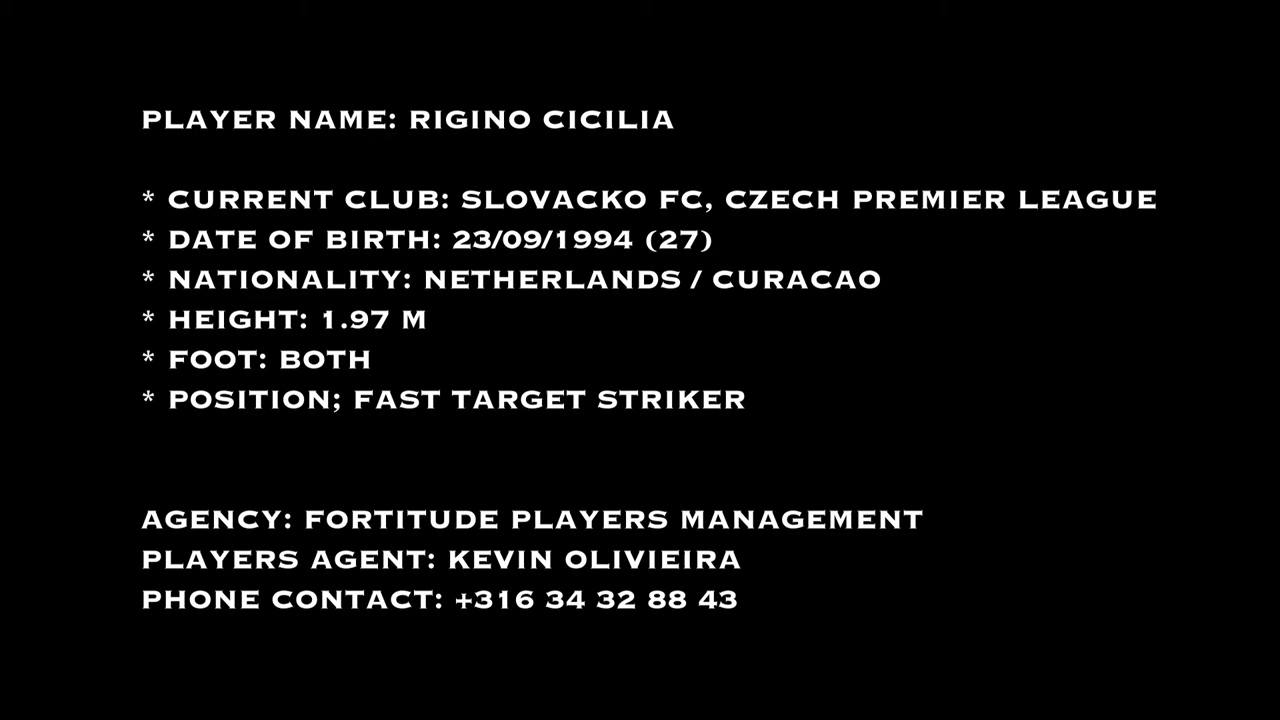 PLAYER NAME: RIGINO CICILIA
* CURRENT CLUB: SLOVACKO FC, CZECH PREMIER LEAGUE
* DATE OF BIRTH: 23/09/1994 (27)
* NATIONALITY: NETHERLANDS / CURACAO
* HEIGHT: 1.97 M
* FOOT: BOTH
* POSITION; FAST TARGET STRIKER
AGENCY: FORTITUDE PLAYERS MANAGEMENT
PLAYERS AGENT: KEVIN OLIVIEIRA
PHONE CONTACT: +316 34 32 88 43